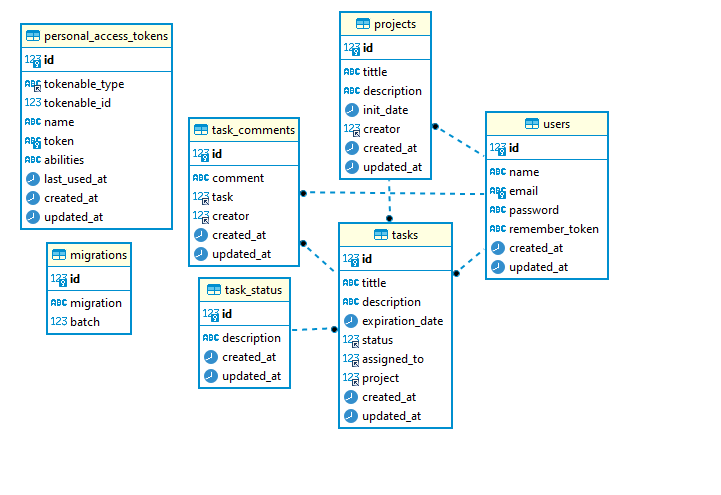 personal_access_tokens
123 id
ABC tokenable_type
123 tokenable_id
ABC name
ABC token
ABC abilities
last_used_at
created_at
updated_at
migrations
123 id
ABC migration
123 batch
task_comments
123 id
ABC comment
123 task
123 creator
created_at
updated_at
task_status
123 id
ABC description
created_at
updated_at
projects
123 id
ABC tittle
ABC description
init_date
123 creator
created_at
updated_at
tasks
123 id
ABC tittle
ABC description
expiration_date
123 status
123 assigned_to
123 project
created_at
updated_at
users
123 id
ABC name
ABC email
ABC password
ABC remember_token
created_at
updated_at